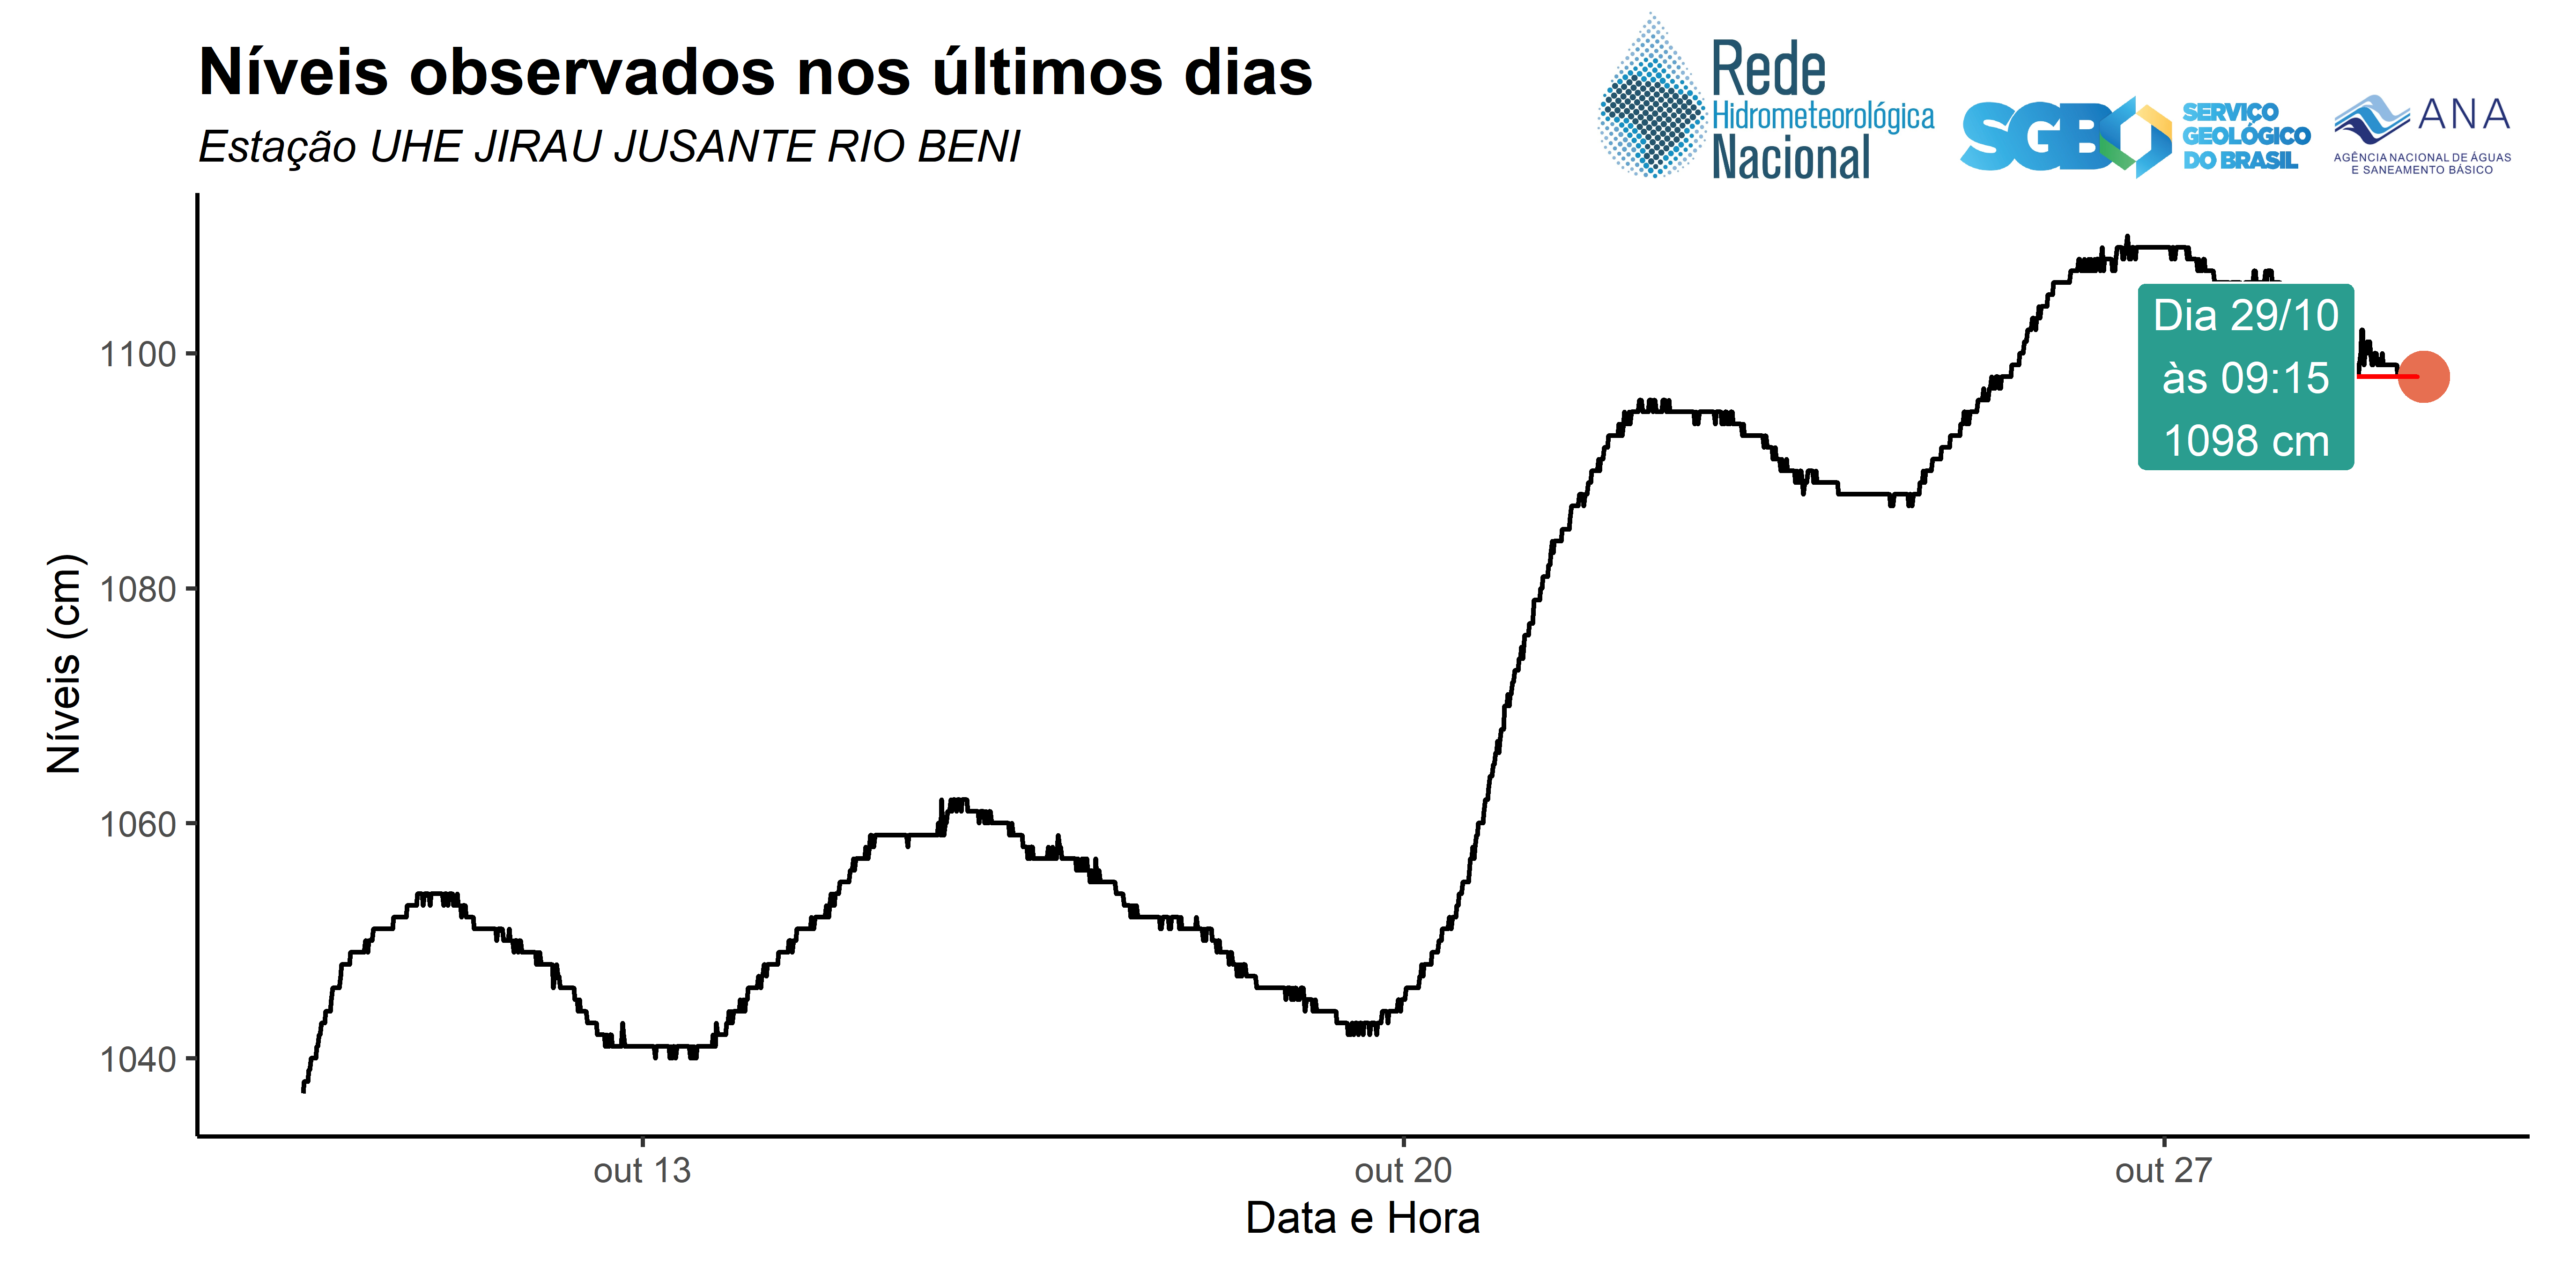 Níveis observados nos últimos dias
Estação UHE JIRAU JUSANTE RIO BENI
Rede
Hidrometeorológica
Nacional
SGB
SERVIÇO
GEOLÓGICO
DO BRASIL
ANA
AGÊNCIA NACIONAL DE ÁGUAS
E SANEAMENTO BÁSICO
Níveis (cm)
1100
1080
1060
1040
Dia 29/10
às 09:15
1098 cm
out 13
out 20
out 27
Data e Hora